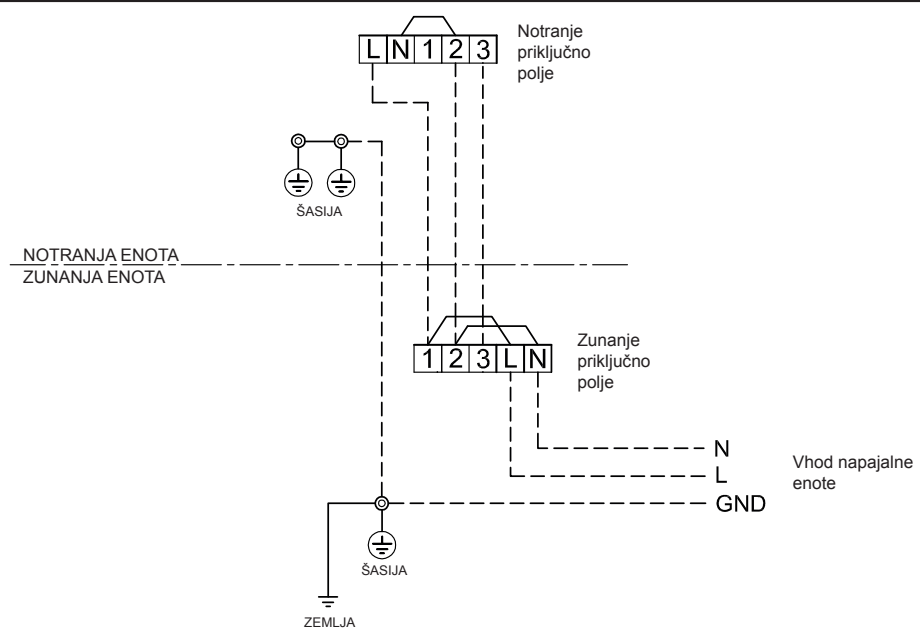 L N 1 2 3
Notranje
priključno
polje
ŠASIJA
NOTRANJA ENOTA
ZUNANJA ENOTA
1 2 3 L N
Zunanje
priključno
polje
N
L
GND
Vhod napajalne
enote
ŠASIJA
ZEMLJA